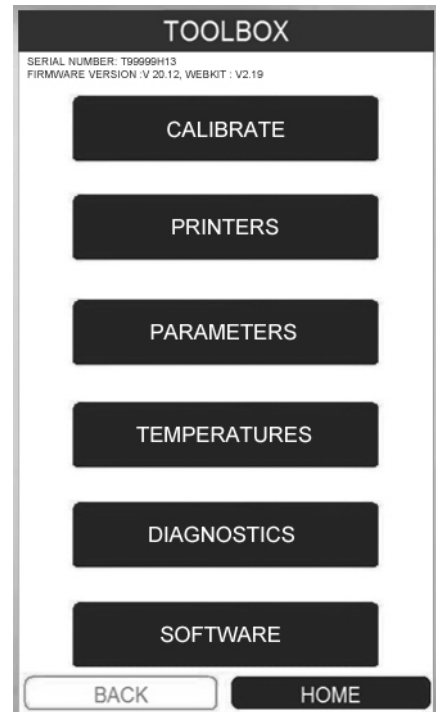 TOOLBOX
SERIAL NUMBER: T99999H13
FIRMWARE VERSION :V 20.12, WEBKIT : V2.19
CALIBRATE
PRINTERS
PARAMETERS
TEMPERATURES
DIAGNOSTICS
SOFTWARE
BACK HOME